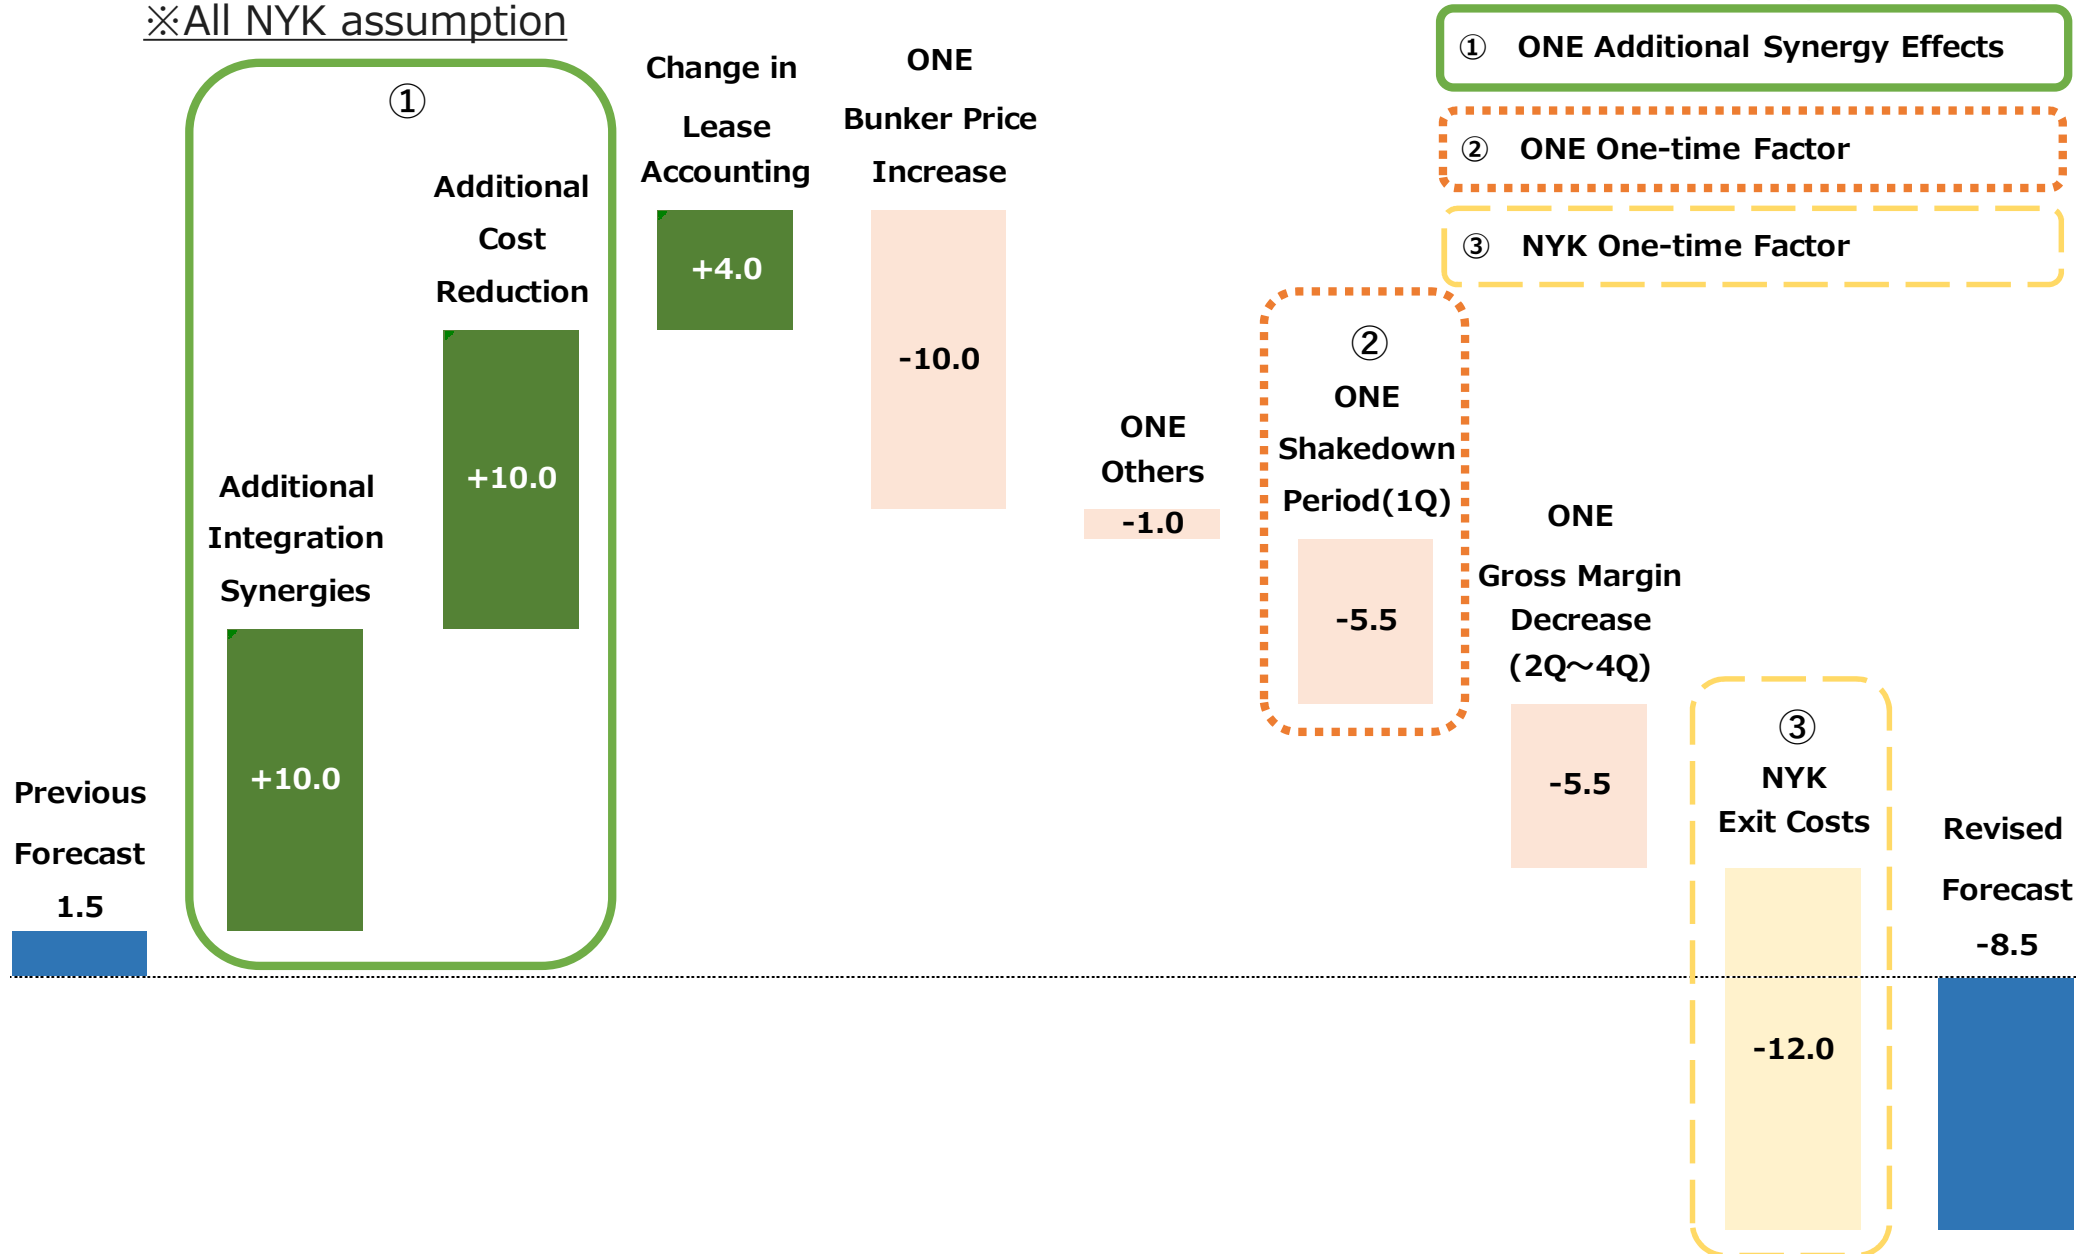 ※All NYK assumption
① ONE Additional Synergy Effects
② ONE One-time Factor
③ NYK One-time Factor
Previous
Forecast
1.5
①
Additional
Integration
Synergies
+10.0
Additional
Cost
Reduction
+10.0
Change in
Lease
Accounting
+4.0
ONE
Bunker Price
Increase
-10.0
ONE
Others
-1.0
②
ONE
Shakedown
Period(1Q)
-5.5
ONE
Gross Margin
Decrease
(2Q～4Q)
-5.5
③
NYK
Exit Costs
-12.0
Revised
Forecast
-8.5